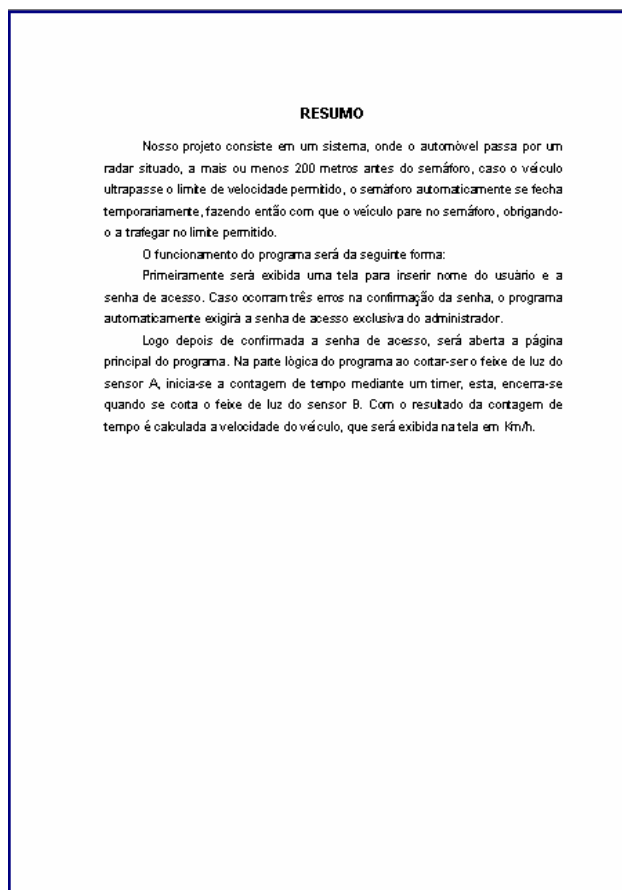 RESUMO
Nosso projeto consiste em um sistema, onde o automóvel passa por um
radar situado, a mais ou menos 200 metros antes do semáforo, caso o veículo
ultrapasse o limite de velocidade permitido, o semáforo automaticamente se fecha
temporariamente, fazendo então com que o veículo pare no semáforo, obrigando-
o a trafegar no limite permitido.
O funcionamento do programa será da seguinte forma:
Primeiramente será exibida uma tela para inserir nome do usuário e a
senha de acesso. Caso ocorram três erros na confirmação da senha, o programa
automaticamente exigirá a senha de acesso exclusiva do administrador.
Logo depois de confirmada a senha de acesso, será aberta a página
principal do programa. Na parte lógica do programa ao cortar-ser o feixe de luz do
sensor A, inicia-se a contagem de tempo mediante um timer, esta, encerra-se
quando se corta o feixe de luz do sensor B. Com o resultado da contagem de
tempo é calculada a velocidade do veículo, que será exibida na tela em Km/h.